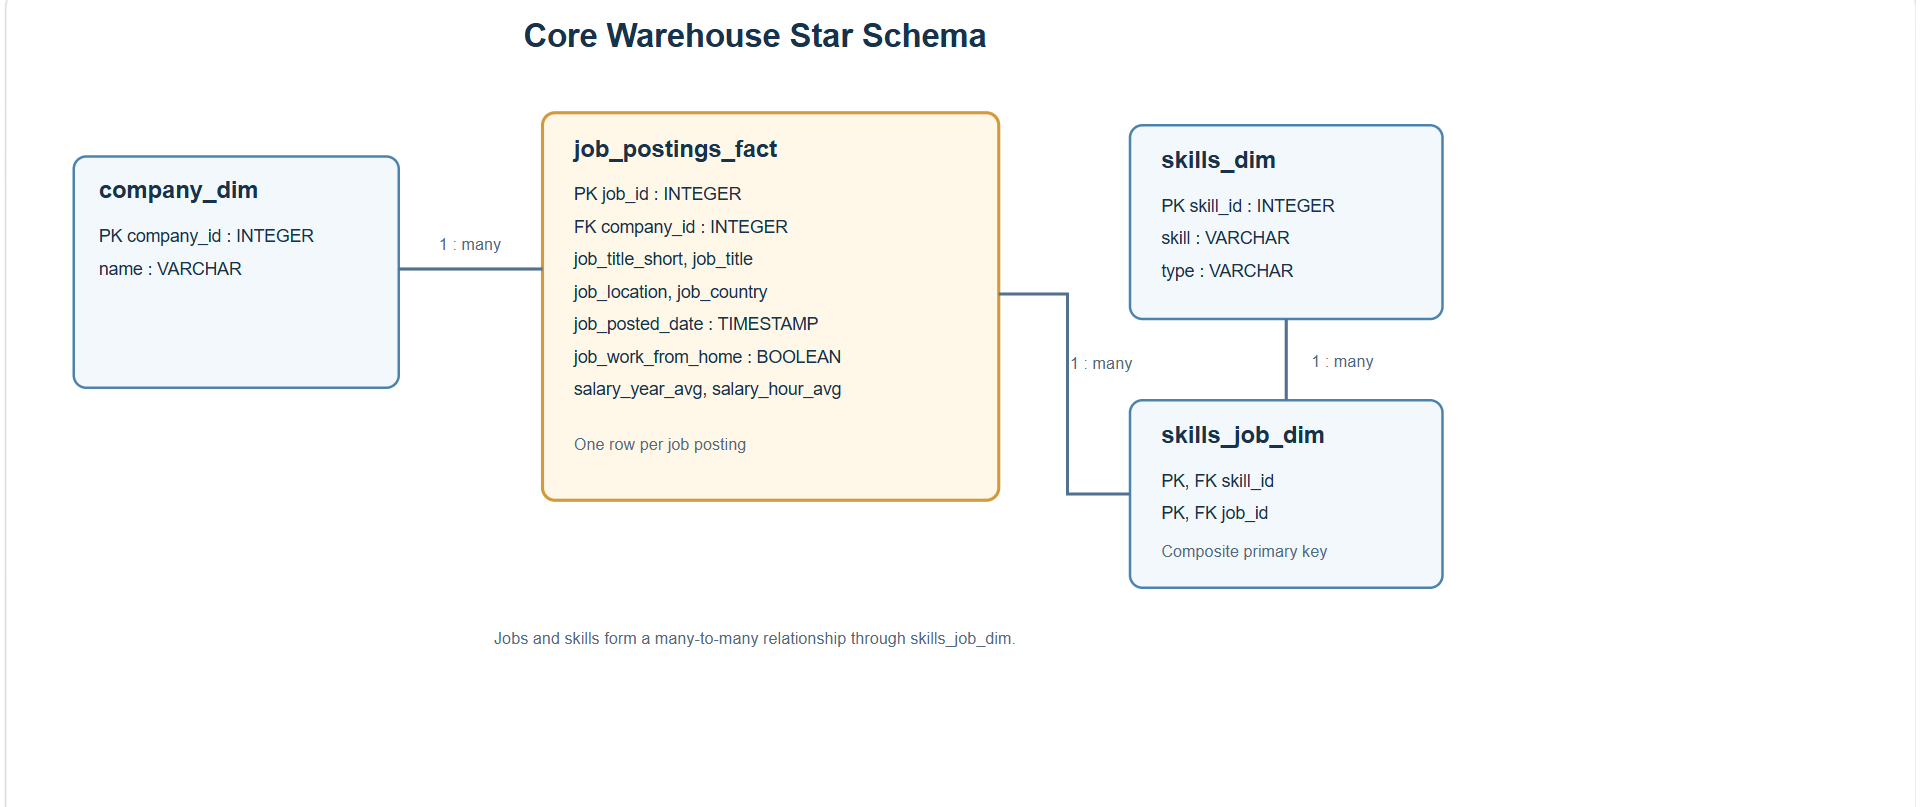 Core Warehouse Star Schema
company_dim
PK company_id : INTEGER
name : VARCHAR
1 : many
job_postings_fact
PK job_id : INTEGER
FK company_id : INTEGER
job_title_short, job_title
job_location, job_country
job_posted_date : TIMESTAMP
job_work_from_home : BOOLEAN
salary_year_avg, salary_hour_avg
One row per job posting
1 : many
skills_dim
PK skill_id : INTEGER
skill : VARCHAR
type : VARCHAR
1 : many
skills_job_dim
PK, FK skill_id
PK, FK job_id
Composite primary key
Jobs and skills form a many-to-many relationship through skills_job_dim.